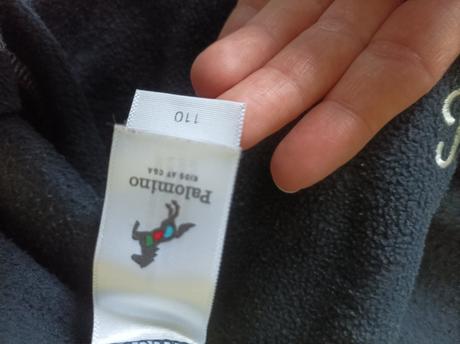 Palomino
KIDS AT C&A
110